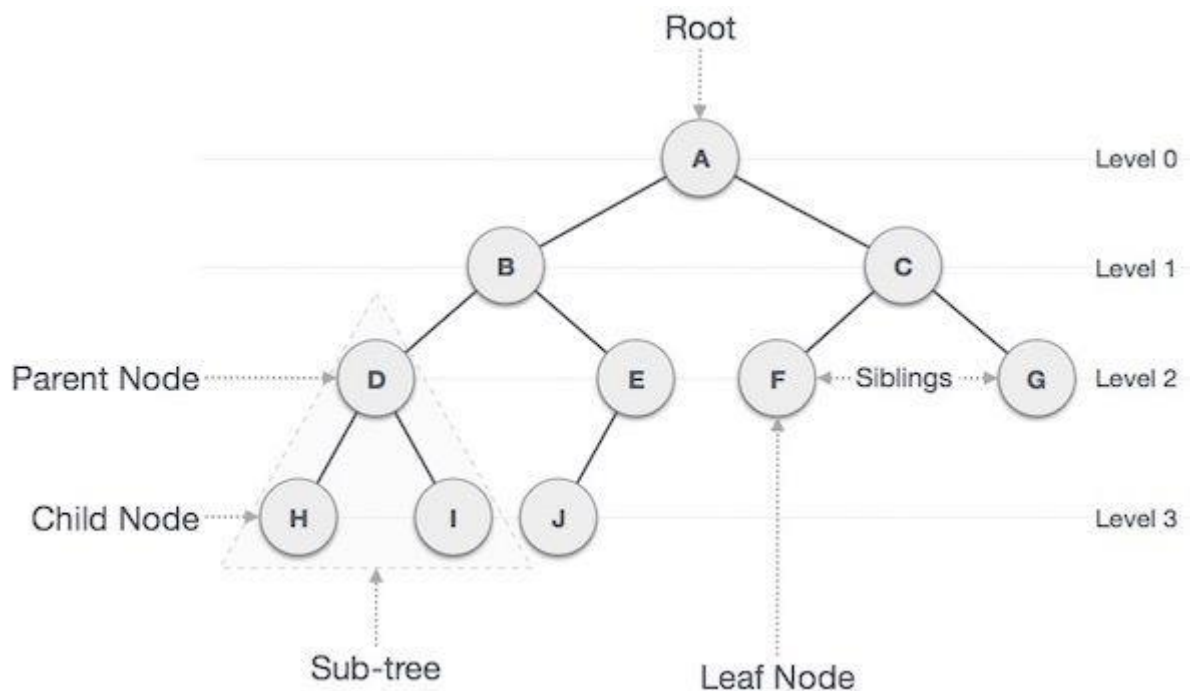 Root
A
Level 0
B
C
Level 1
Parent Node
D
E
F
Siblings
G
Level 2
Child Node
H
I
J
Level 3
Sub-tree
Leaf Node